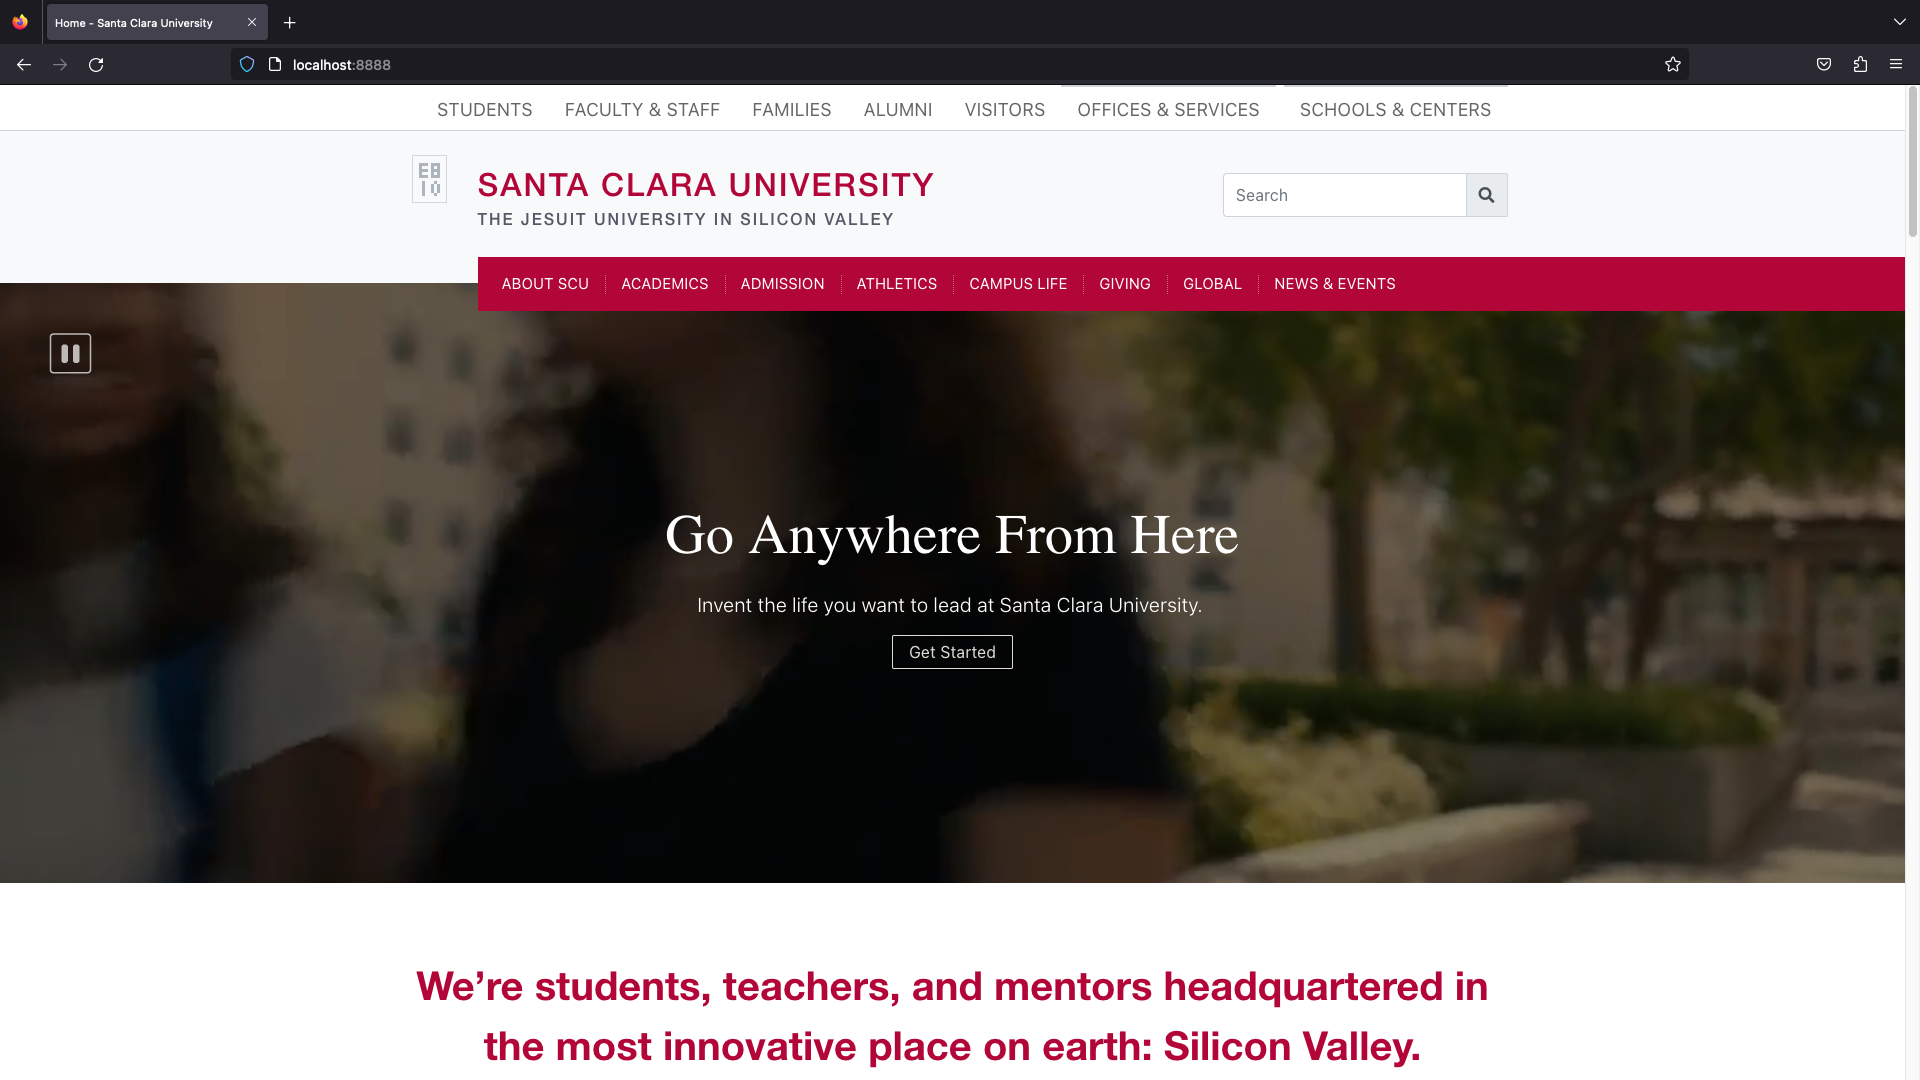 Home - Santa Clara University
localhost:8888
STUDENTS FACULTY & STAFF FAMILIES ALUMNI VISITORS OFFICES & SERVICES SCHOOLS & CENTERS
E8
10
SANTA CLARA UNIVERSITY
THE JESUIT UNIVERSITY IN SILICON VALLEY
Search
ABOUT SCU ACADEMICS ADMISSION ATHLETICS CAMPUS LIFE GIVING GLOBAL NEWS & EVENTS
Go Anywhere From Here
Invent the life you want to lead at Santa Clara University.
Get Started
We’re students, teachers, and mentors headquartered in
the most innovative place on earth: Silicon Valley.